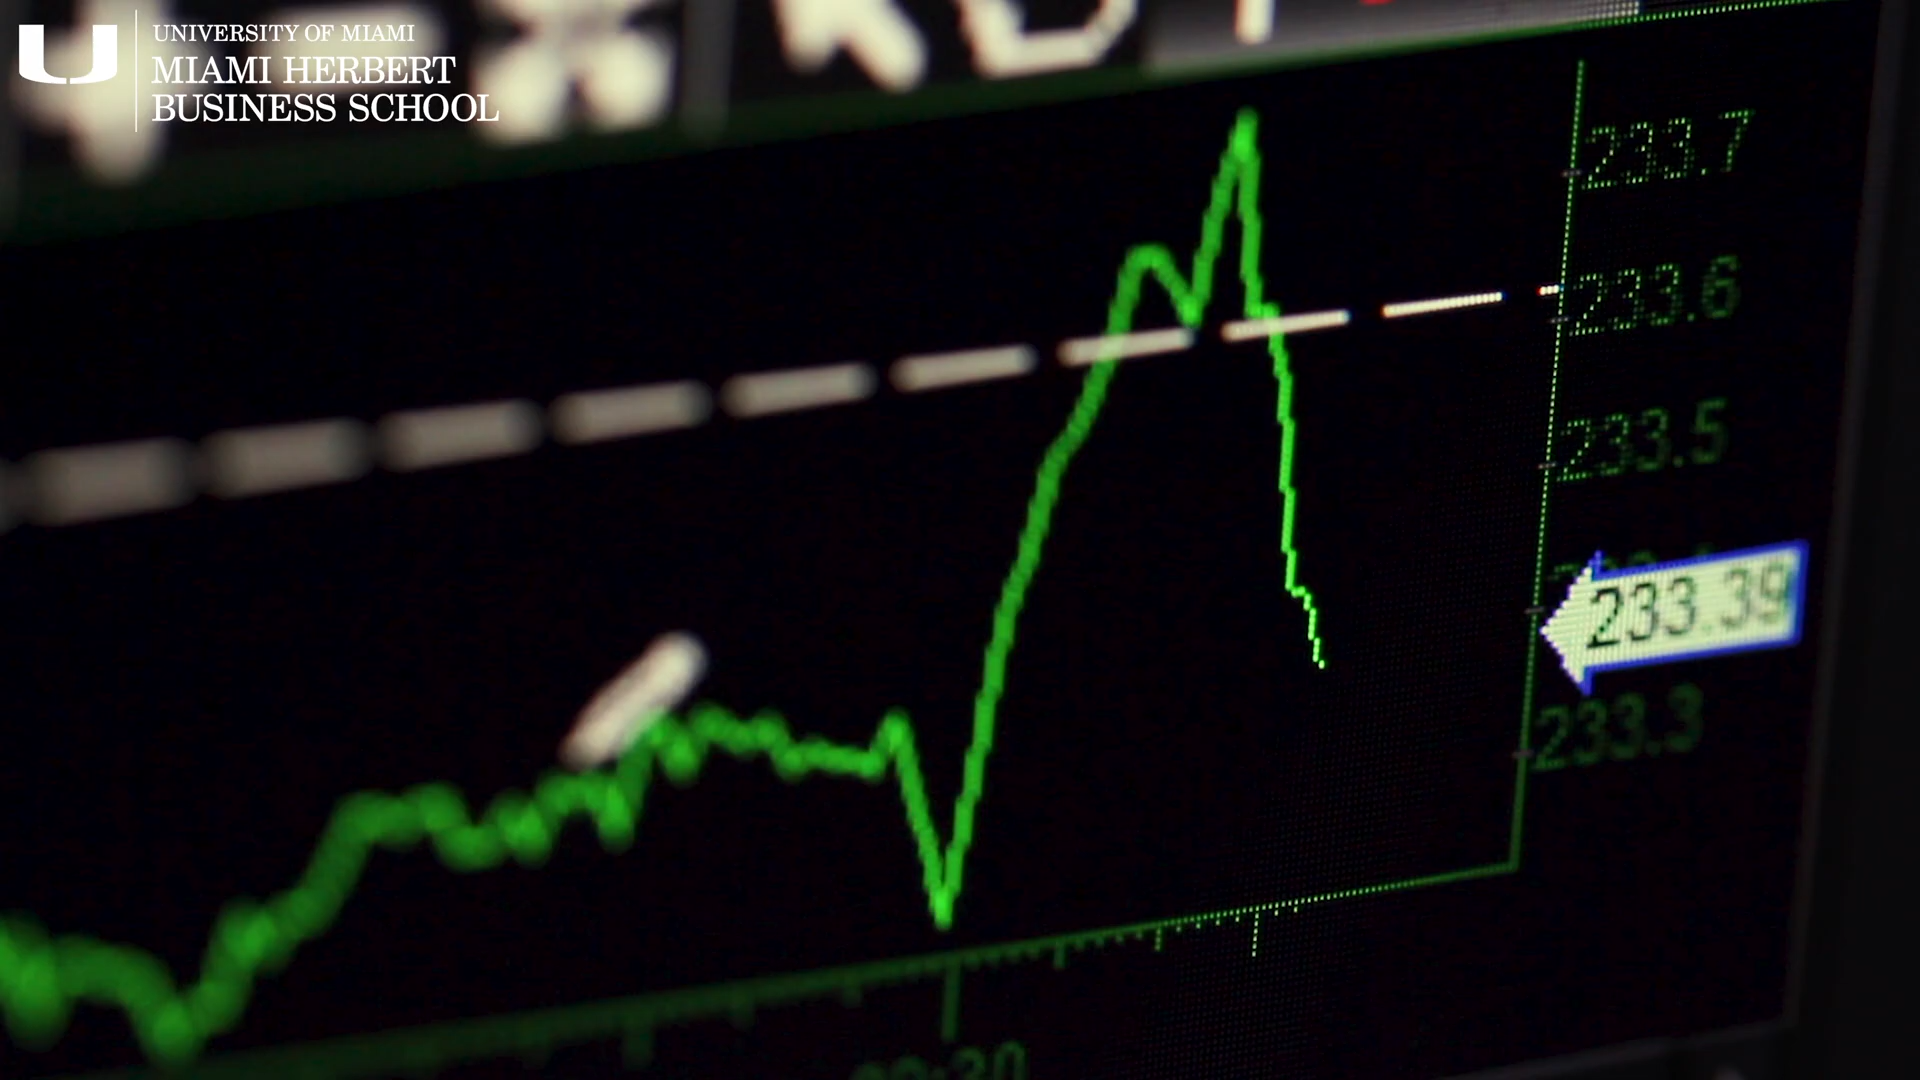 UNIVERSITY OF MIAMI
MIAMI HERBERT
BUSINESS SCHOOL
233.7
233.6
233.5
233.39
233.3